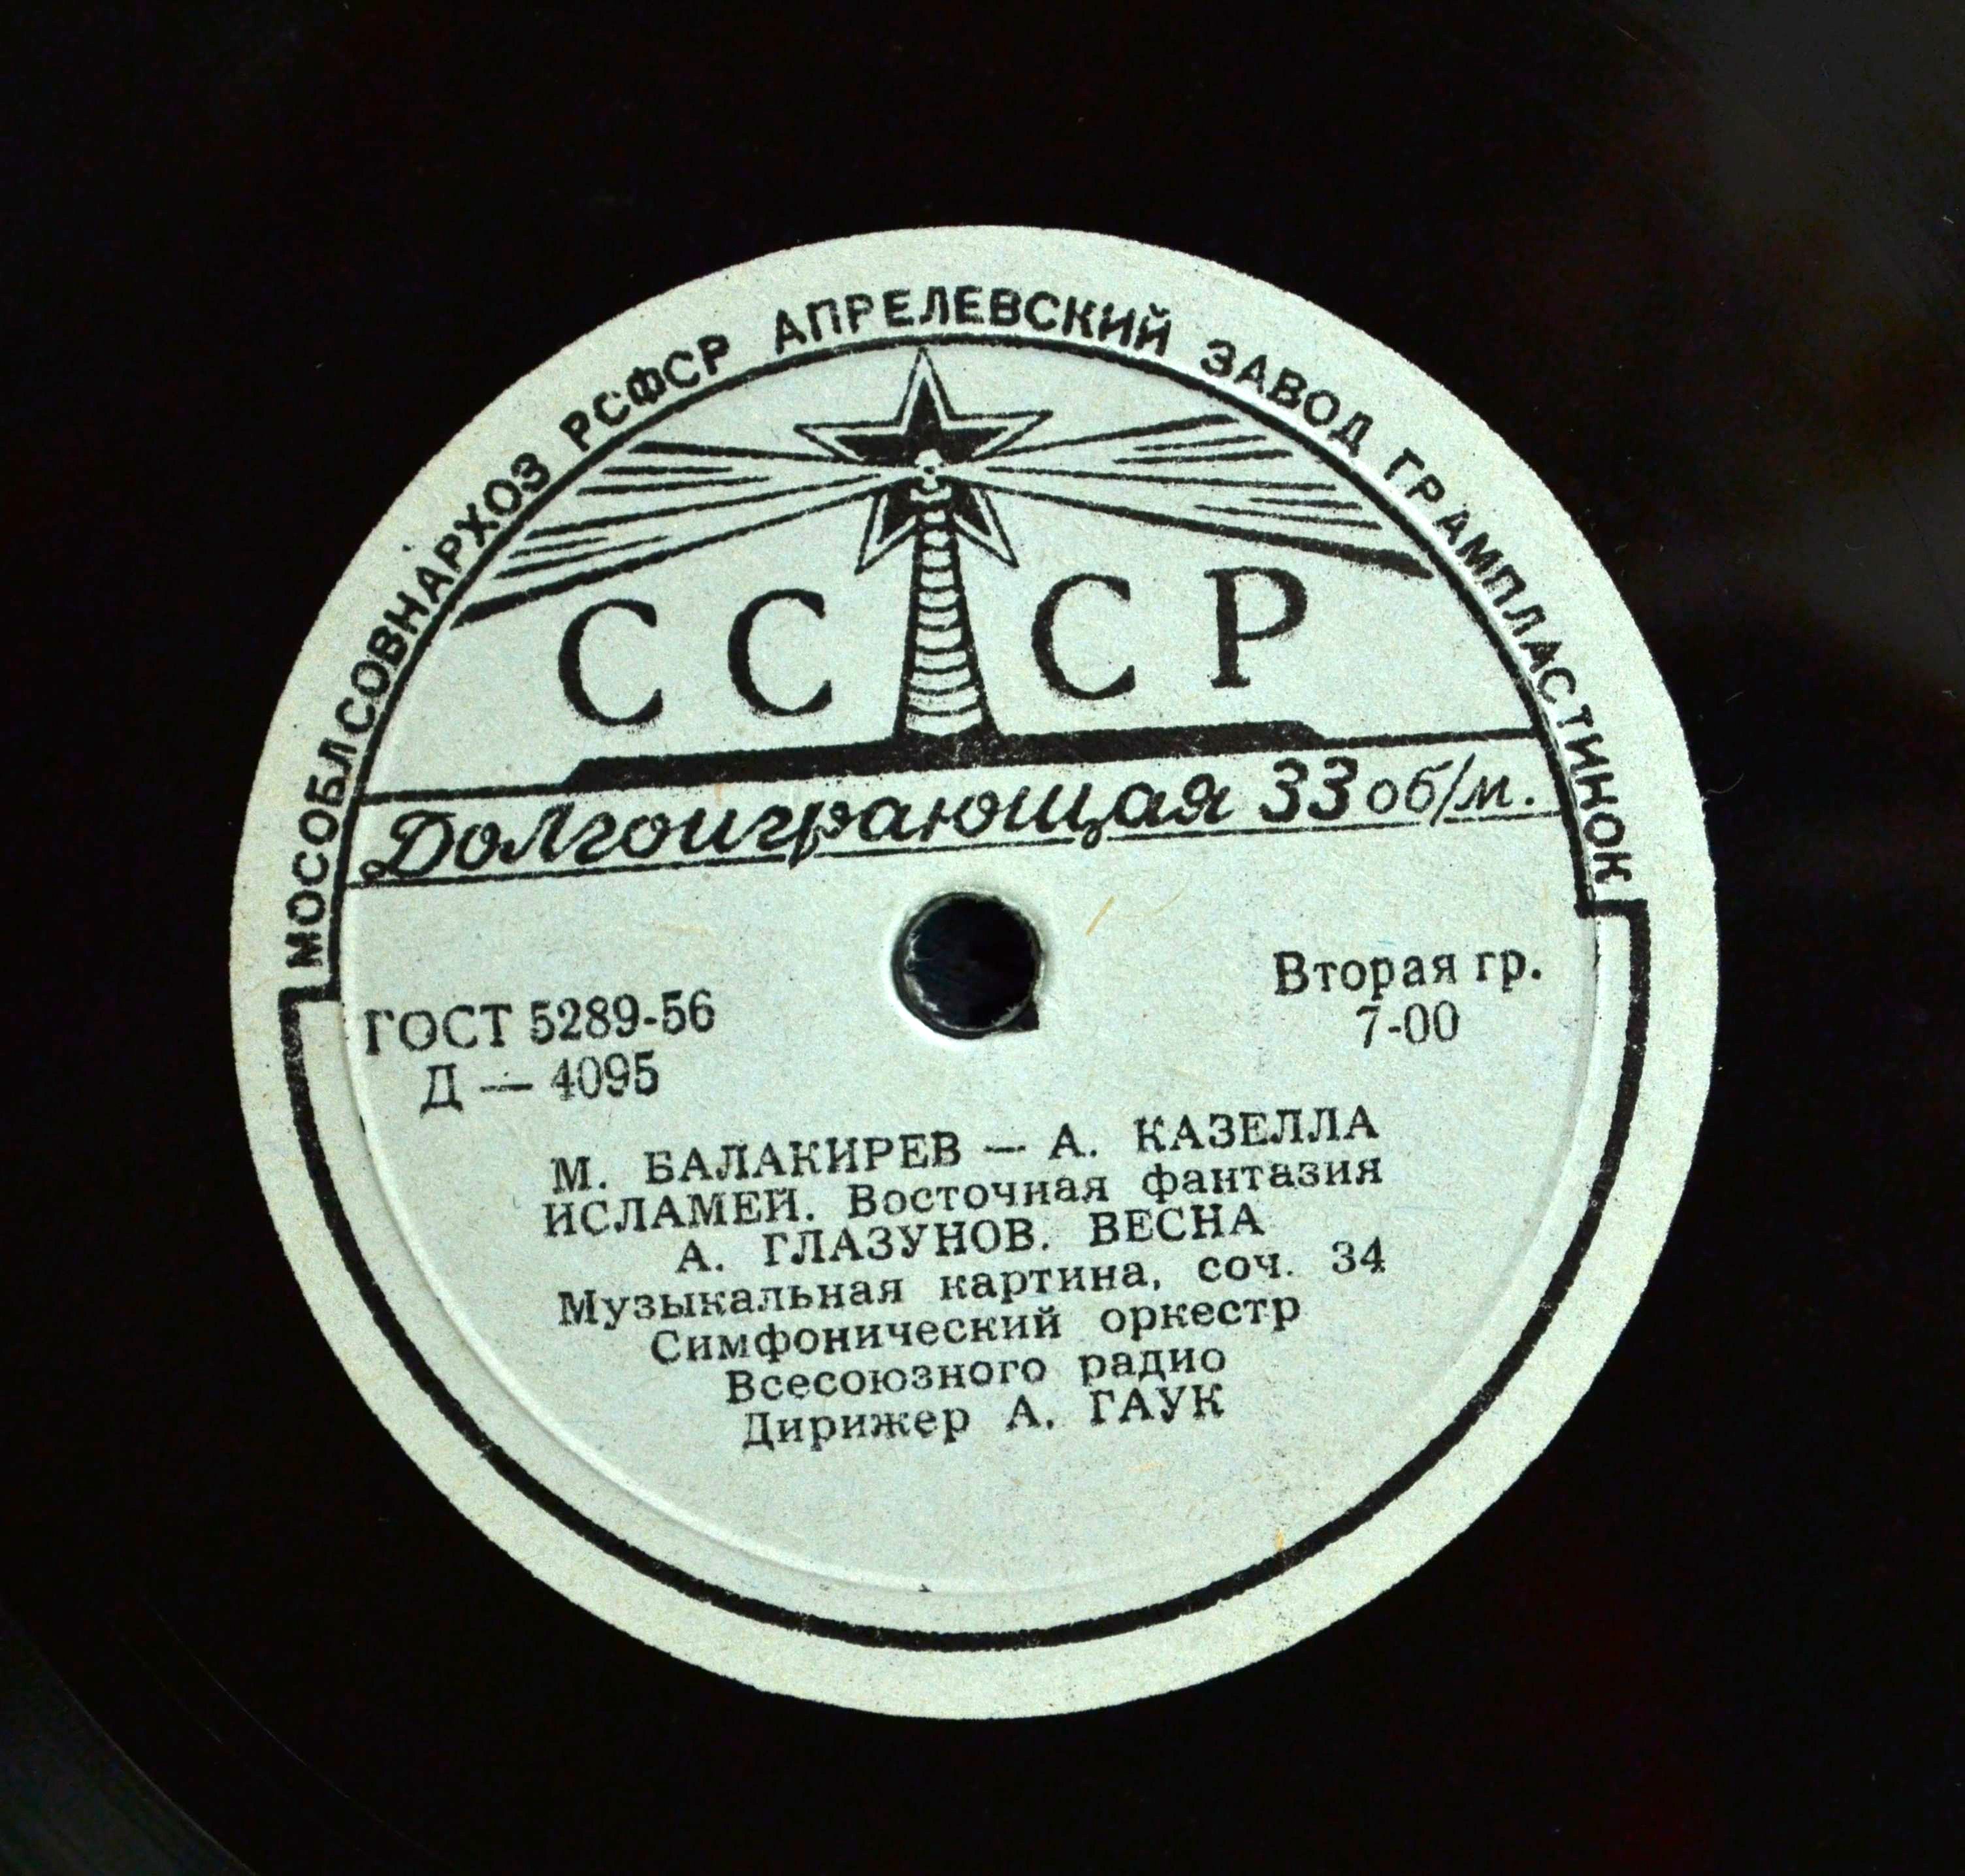 МОСОБЛСОВНАРХОЗ РСФСР АПРЕЛЕВСКИЙ ЗАВОД ГРАМПЛАСТИНОК
СССР
Долгоиграющая 33 об/м.
ГОСТ 5289-56
Д — 4095
Вторая гр.
7-00
М. БАЛАКИРЕВ — А. КАЗЕЛЛА
ИСЛАМЕЙ. Восточная фантазия
А. ГЛАЗУНОВ. ВЕСНА
Музыкальная картина, соч. 34
Симфонический оркестр
Всесоюзного радио
Дирижер А. ГАУК